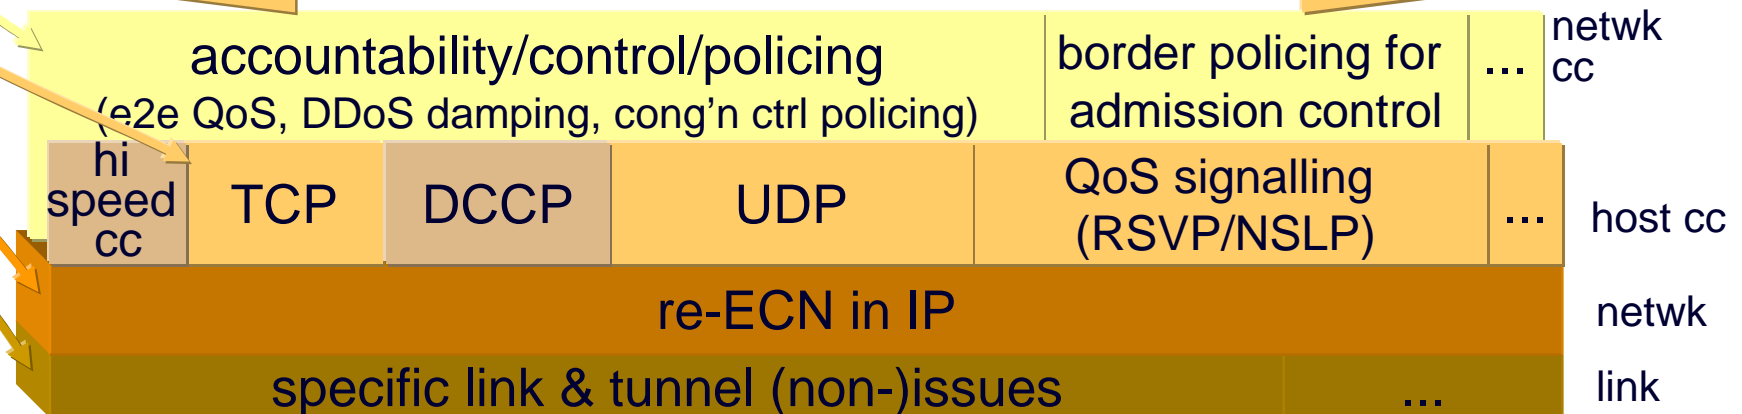 accountability/control/policing
(e2e QoS, DDoS damping, cong'n ctrl policing)
border policing for
admission control
...
netwk
cc
hi
speed
cc
TCP
DCCP
UDP
QoS signalling
(RSVP/NSLP)
...
host cc
re-ECN in IP
netwk
specific link & tunnel (non-)issues
...
link